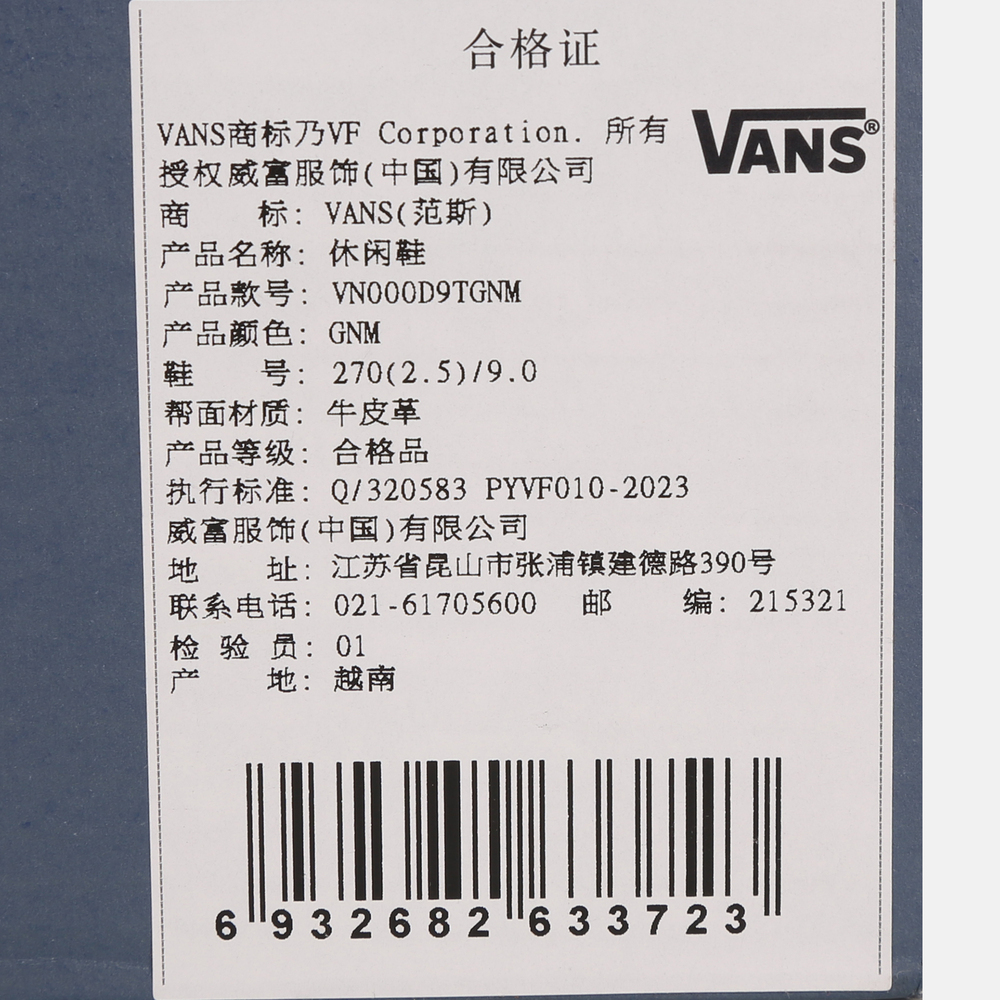 合格证
VANS®
VANS商标乃VF Corporation. 所有
授权威富服饰(中国)有限公司
商 标: VANS(范斯)
产品名称: 休闲鞋
产品款号: VN000D9TGNM
产品颜色: GNM
鞋 号: 270(2.5)/9.0
帮面材质: 牛皮革
产品等级: 合格品
执行标准: Q/320583 PYVF010-2023
威富服饰(中国)有限公司
地 址: 江苏省昆山市张浦镇建德路390号
联系电话: 021-61705600 邮 编: 215321
检 验 员: 01
产 地: 越南
6 932682 633723